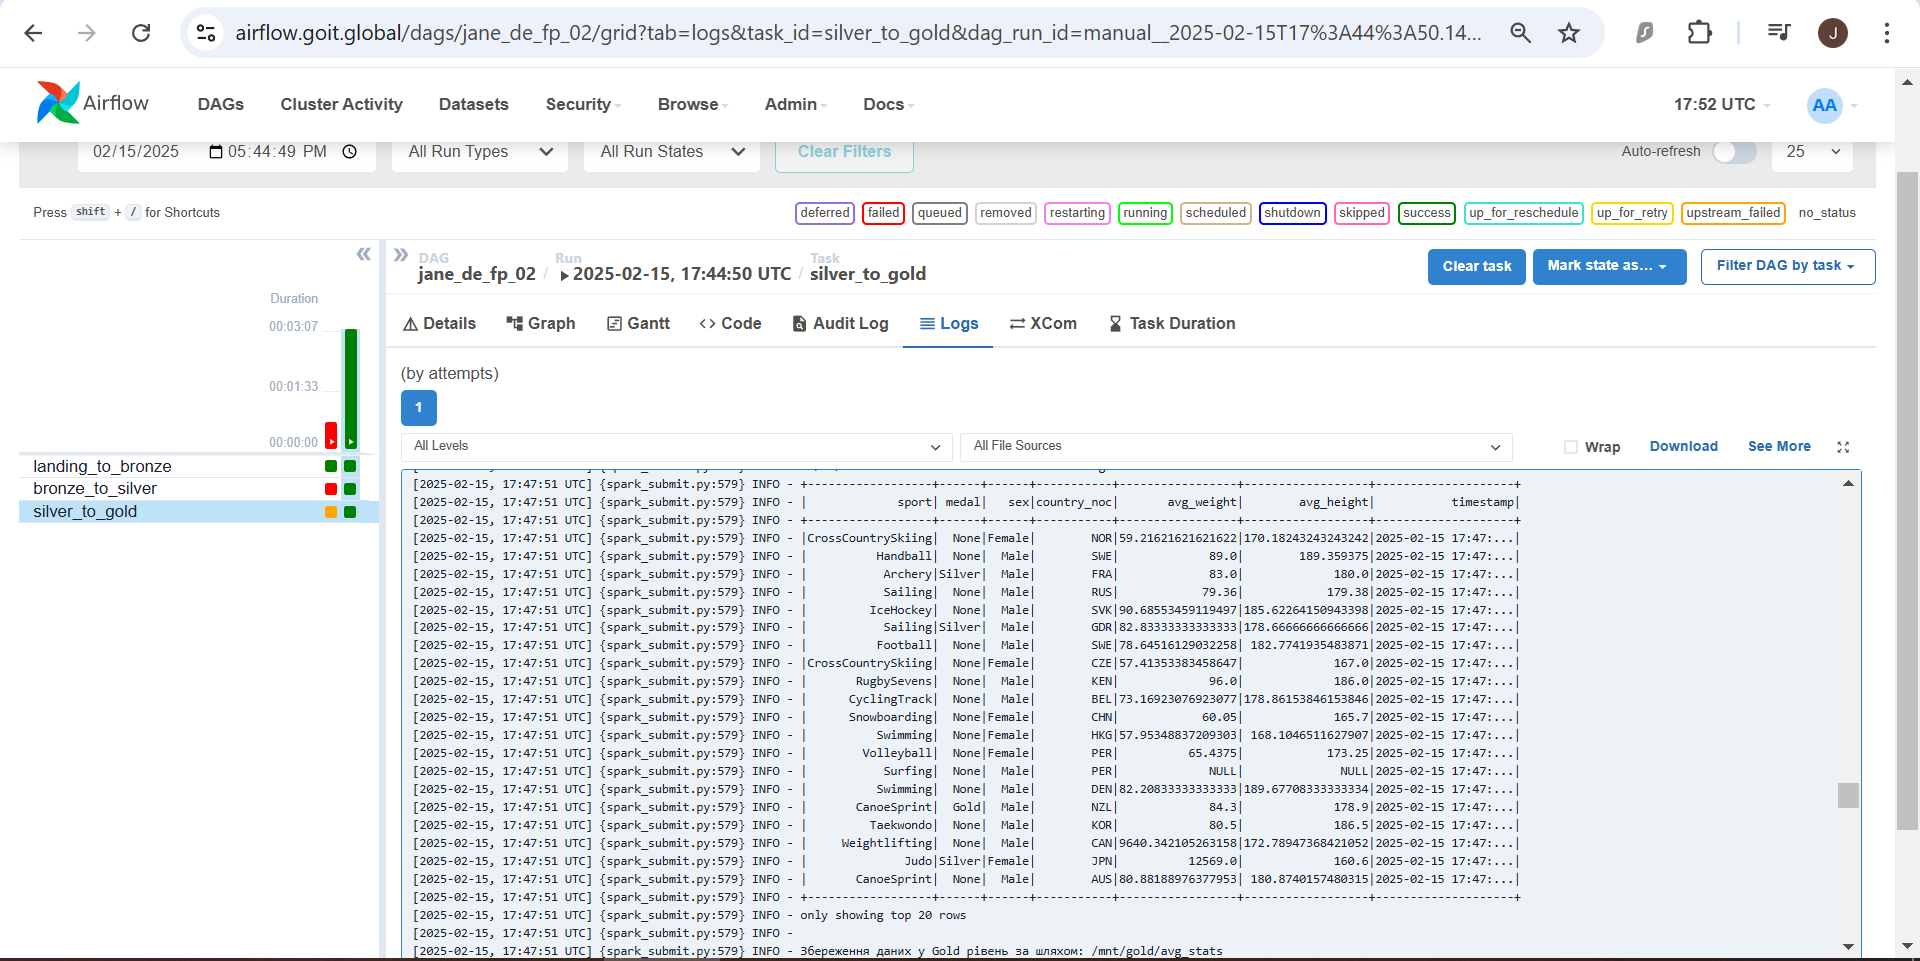 airflow.goit.global/dags/jane_de_fp_02/grid?tab=logs&task_id=silver_to_gold&dag_run_id=manual__2025-02-15T17%3A44%3A50.14...
J
Airflow
DAGs Cluster Activity Datasets Security Browse Admin Docs 17:52 UTC AA
02/15/2025 05:44:49 PM All Run Types All Run States Clear Filters Auto-refresh 25
Press shift + / for Shortcuts
deferred failed queued removed restarting running scheduled shutdown skipped success up_for_reschedule up_for_retry upstream_failed no_status
DAG Run Task
jane_de_fp_02 / 2025-02-15, 17:44:50 UTC / silver_to_gold
Clear task Mark state as... Filter DAG by task
Duration
00:03:07
00:01:33
00:00:00
landing_to_bronze
bronze_to_silver
silver_to_gold
Details Graph Gantt Code Audit Log Logs XCom Task Duration
(by attempts)
1
All Levels All File Sources Wrap Download See More
[2025-02-15, 17:47:51 UTC] {spark_submit.py:579} INFO - +-----------------+------+------+-----------+----------------+-----------------+-------------------+
[2025-02-15, 17:47:51 UTC] {spark_submit.py:579} INFO - |            sport| medal|   sex|country_noc|      avg_weight|       avg_height|          timestamp|
[2025-02-15, 17:47:51 UTC] {spark_submit.py:579} INFO - +-----------------+------+------+-----------+----------------+-----------------+-------------------+
[2025-02-15, 17:47:51 UTC] {spark_submit.py:579} INFO - |CrossCountrySkiing|  None|Female|        NOR|59.21621621621622|170.18243243243242|2025-02-15 17:47:...|
[2025-02-15, 17:47:51 UTC] {spark_submit.py:579} INFO - |          Handball|  None|  Male|        SWE|             89.0|        189.359375|2025-02-15 17:47:...|
[2025-02-15, 17:47:51 UTC] {spark_submit.py:579} INFO - |           Archery|Silver|  Male|        FRA|             83.0|             180.0|2025-02-15 17:47:...|
[2025-02-15, 17:47:51 UTC] {spark_submit.py:579} INFO - |           Sailing|  None|  Male|        RUS|            79.36|            179.38|2025-02-15 17:47:...|
[2025-02-15, 17:47:51 UTC] {spark_submit.py:579} INFO - |         IceHockey|  None|  Male|        SVK|90.68553459119497|185.62264150943398|2025-02-15 17:47:...|
[2025-02-15, 17:47:51 UTC] {spark_submit.py:579} INFO - |           Sailing|Silver|  Male|        GDR|82.83333333333333|178.66666666666666|2025-02-15 17:47:...|
[2025-02-15, 17:47:51 UTC] {spark_submit.py:579} INFO - |          Football|  None|  Male|        SWE|78.64516129032258| 182.7741935483871|2025-02-15 17:47:...|
[2025-02-15, 17:47:51 UTC] {spark_submit.py:579} INFO - |CrossCountrySkiing|  None|Female|        CZE|57.41353383458647|             167.0|2025-02-15 17:47:...|
[2025-02-15, 17:47:51 UTC] {spark_submit.py:579} INFO - |       RugbySevens|  None|  Male|        KEN|             96.0|             186.0|2025-02-15 17:47:...|
[2025-02-15, 17:47:51 UTC] {spark_submit.py:579} INFO - |      CyclingTrack|  None|  Male|        BEL|73.16923076923077|178.86153846153846|2025-02-15 17:47:...|
[2025-02-15, 17:47:51 UTC] {spark_submit.py:579} INFO - |      Snowboarding|  None|Female|        CHN|            60.05|             165.7|2025-02-15 17:47:...|
[2025-02-15, 17:47:51 UTC] {spark_submit.py:579} INFO - |          Swimming|  None|Female|        HKG|57.95348837209303| 168.1046511627907|2025-02-15 17:47:...|
[2025-02-15, 17:47:51 UTC] {spark_submit.py:579} INFO - |        Volleyball|  None|Female|        PER|          65.4375|            173.25|2025-02-15 17:47:...|
[2025-02-15, 17:47:51 UTC] {spark_submit.py:579} INFO - |           Surfing|  None|  Male|        PER|             NULL|              NULL|2025-02-15 17:47:...|
[2025-02-15, 17:47:51 UTC] {spark_submit.py:579} INFO - |          Swimming|  None|  Male|        DEN|82.20833333333333|189.67708333333334|2025-02-15 17:47:...|
[2025-02-15, 17:47:51 UTC] {spark_submit.py:579} INFO - |       CanoeSprint|  Gold|  Male|        NZL|             84.3|             178.9|2025-02-15 17:47:...|
[2025-02-15, 17:47:51 UTC] {spark_submit.py:579} INFO - |         Taekwondo|  None|  Male|        KOR|             80.5|             186.5|2025-02-15 17:47:...|
[2025-02-15, 17:47:51 UTC] {spark_submit.py:579} INFO - |     Weightlifting|  None|  Male|        CAN|9640.342105263158|172.78947368421052|2025-02-15 17:47:...|
[2025-02-15, 17:47:51 UTC] {spark_submit.py:579} INFO - |              Judo|Silver|Female|        JPN|          12569.0|             160.6|2025-02-15 17:47:...|
[2025-02-15, 17:47:51 UTC] {spark_submit.py:579} INFO - |       CanoeSprint|  None|  Male|        AUS|80.88188976377953| 180.8740157480315|2025-02-15 17:47:...|
[2025-02-15, 17:47:51 UTC] {spark_submit.py:579} INFO - +-----------------+------+------+-----------+----------------+-----------------+-------------------+
[2025-02-15, 17:47:51 UTC] {spark_submit.py:579} INFO - only showing top 20 rows
[2025-02-15, 17:47:51 UTC] {spark_submit.py:579} INFO -
[2025-02-15, 17:47:51 UTC] {spark_submit.py:579} INFO - Збереження даних у Gold рівень за шляхом: /mnt/gold/avg_stats